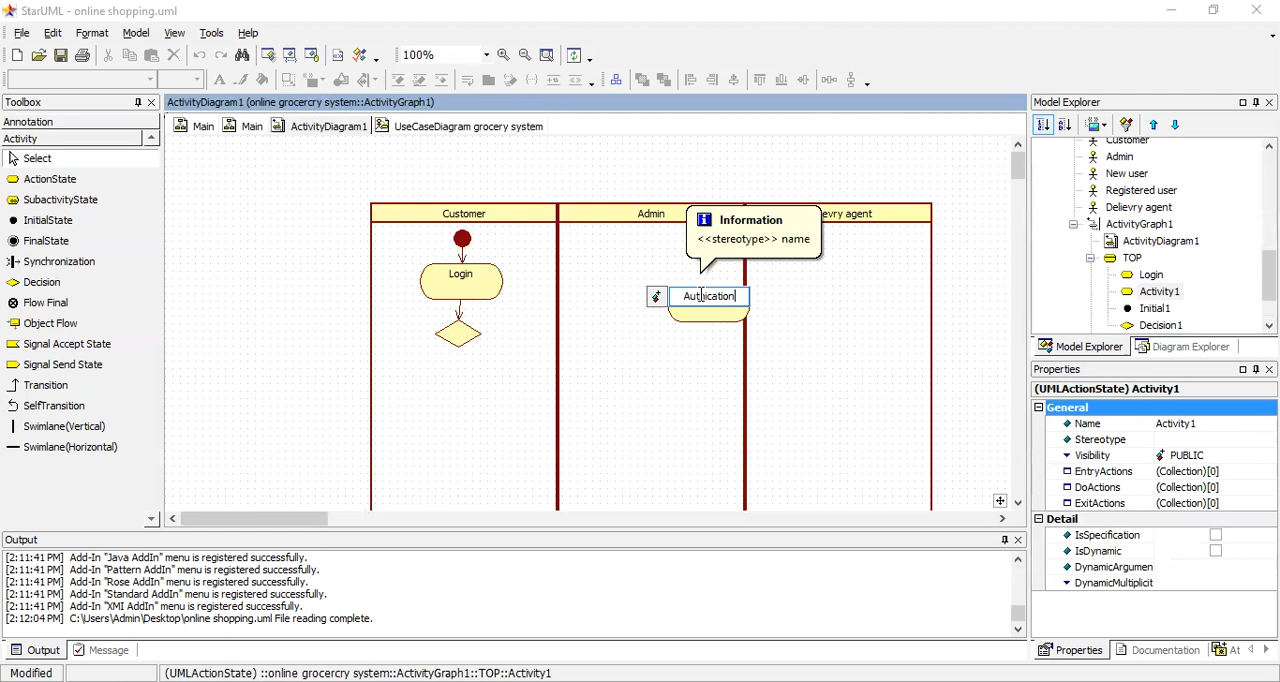 StarUML - online shopping.uml
File Edit Format Model View Tools Help
100%
Toolbox
Annotation
Activity
Select
ActionState
SubactivityState
InitialState
FinalState
Synchronization
Decision
Flow Final
Object Flow
Signal Accept State
Signal Send State
Transition
SelfTransition
Swimlane(Vertical)
Swimlane(Horizontal)
ActivityDiagram1 (online grocercry system::ActivityGraph1)
Main Main ActivityDiagram1 UseCaseDiagram grocery system
Customer Admin evry agent
Login
Information
<<stereotype>> name
Model Explorer
Customer
Admin
New user
Registered user
Delievry agent
ActivityGraph1
ActivityDiagram1
TOP
Login
Activity1
Initial1
Decision1
Model Explorer Diagram Explorer
Properties
(UMLActionState) Activity1
General
Name Activity1
Stereotype
Visibility PUBLIC
EntryActions (Collection)[0]
DoActions (Collection)[0]
ExitActions (Collection)[0]
Detail
IsSpecification
IsDynamic
DynamicArgumen
DynamicMultiplicit
Properties Documentation At
Output
[2:11:41 PM] Add-In "Java AddIn" menu is registered successfully.
[2:11:41 PM] Add-In "Pattern AddIn" menu is registered successfully.
[2:11:41 PM] Add-In "Rose AddIn" menu is registered successfully.
[2:11:41 PM] Add-In "Standard AddIn" menu is registered successfully.
[2:11:41 PM] Add-In "XMI AddIn" menu is registered successfully.
[2:12:04 PM] C:\Users\Admin\Desktop\online shopping.uml File reading complete.
Output Message
Modified (UMLActionState) ::online grocercry system::ActivityGraph1::TOP::Activity1